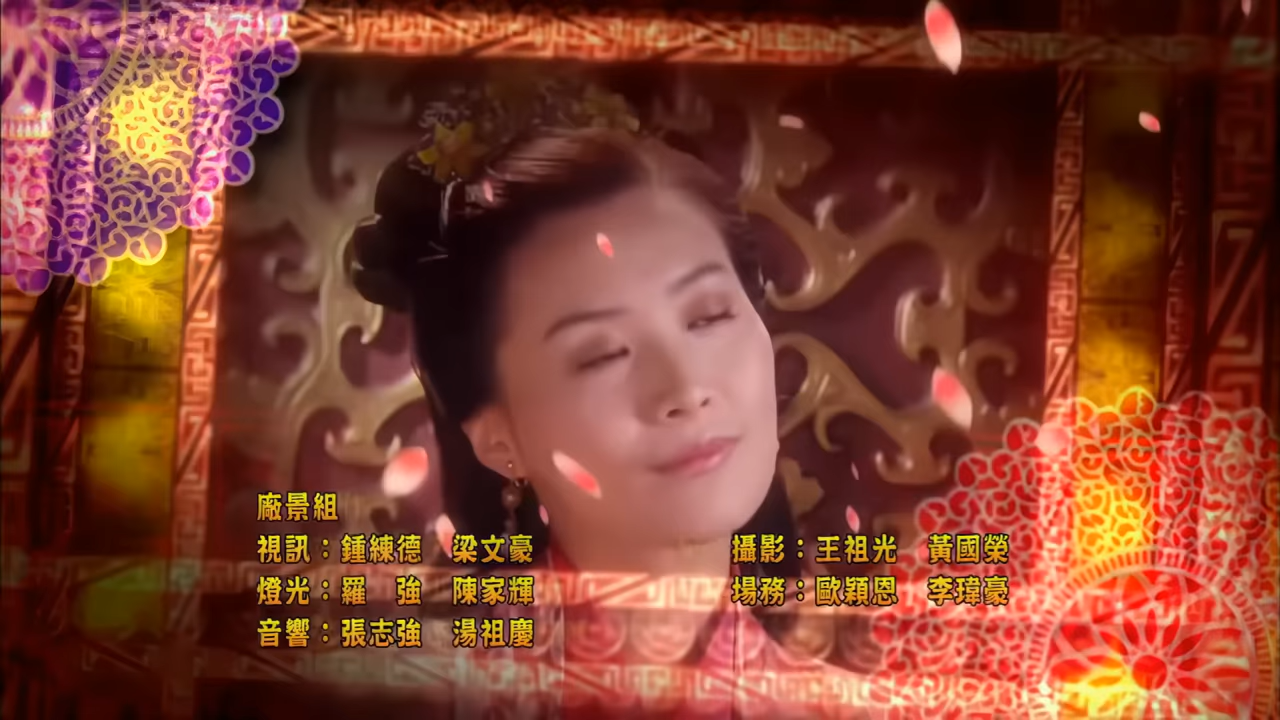 廠景組
視訊：鍾練德　梁文豪　攝影：王祖光　黃國榮
燈光：羅　強　陳家輝　場務：歐穎恩　李瑋豪
音響：張志強　湯祖慶